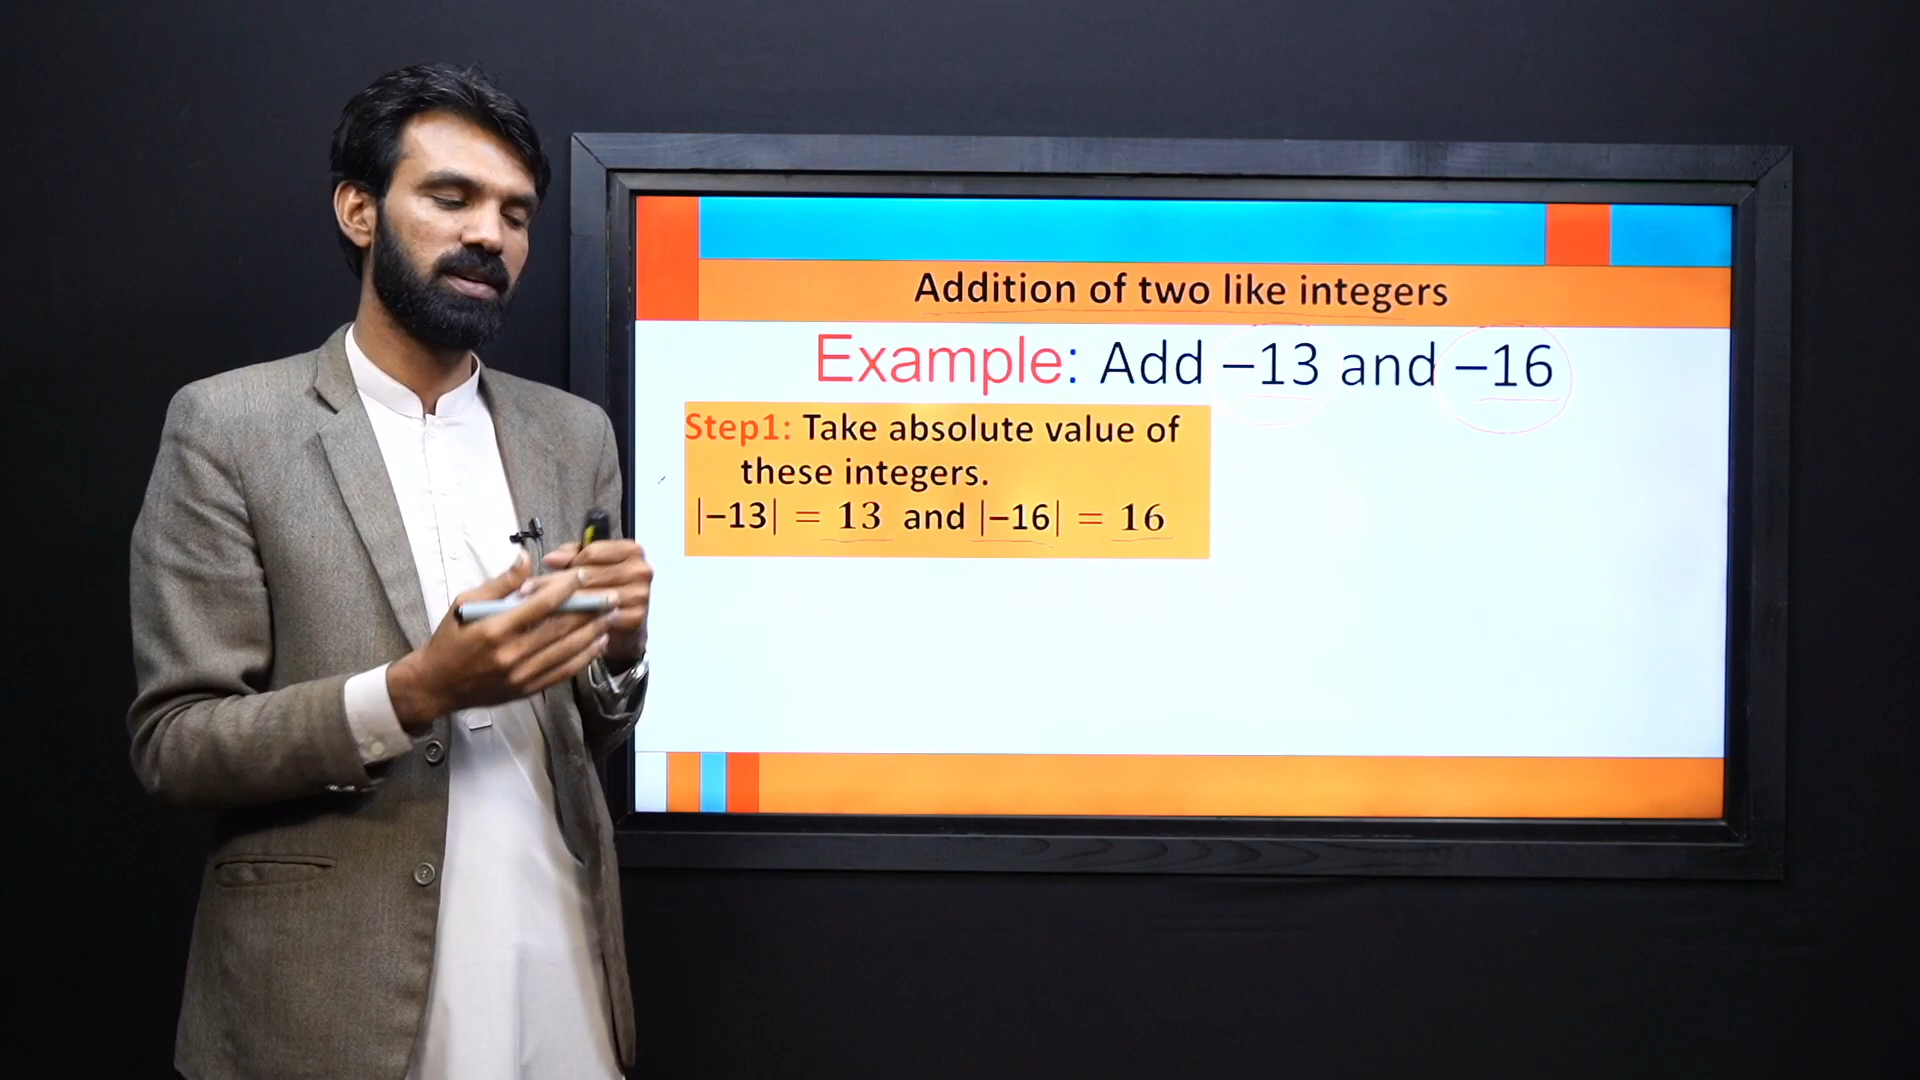 Addition of two like integers
Example: Add –13 and –16
Step1: Take absolute value of
these integers.
|–13| = 13 and |–16| = 16